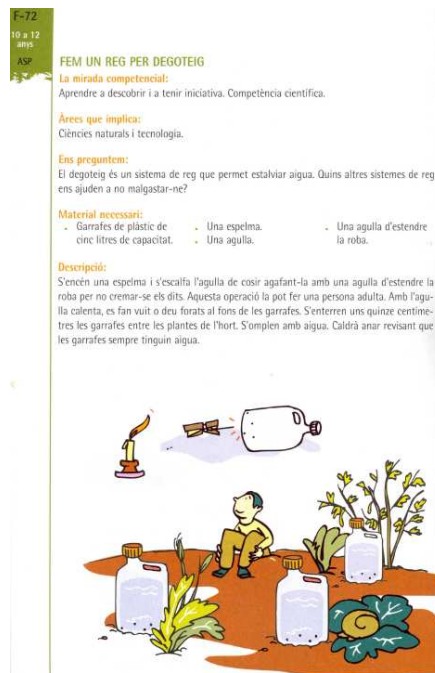 F-72
10 a 12
anys
ASP
FEM UN REG PER DEGOTEIG
La mirada competencial:
Aprendre a descobrir i a tenir iniciativa. Competència científica.
Àrees que implica:
Ciències naturals i tecnologia.
Ens preguntem:
El degoteig és un sistema de reg que permet estalviar aigua. Quins altres sistemes de reg
ens ajuden a no malgastar-ne?
Material necessari:
• Garrafes de plàstic de
cinc litres de capacitat.
• Una espelma.
• Una agulla.
• Una agulla d'estendre
la roba.
Descripció:
S'encén una espelma i s'escalfa l'agulla de cosir agafant-la amb una agulla d'estendre la
roba per no cremar-se els dits. Aquesta operació la pot fer una persona adulta. Amb l'agu-
lla calenta, es fan vuit o deu forats al fons de les garrafes. S'enterren uns quinze centíme-
tres les garrafes entre les plantes de l'hort. S'omplen amb aigua. Caldrà anar revisant que
les garrafes sempre tinguin aigua.